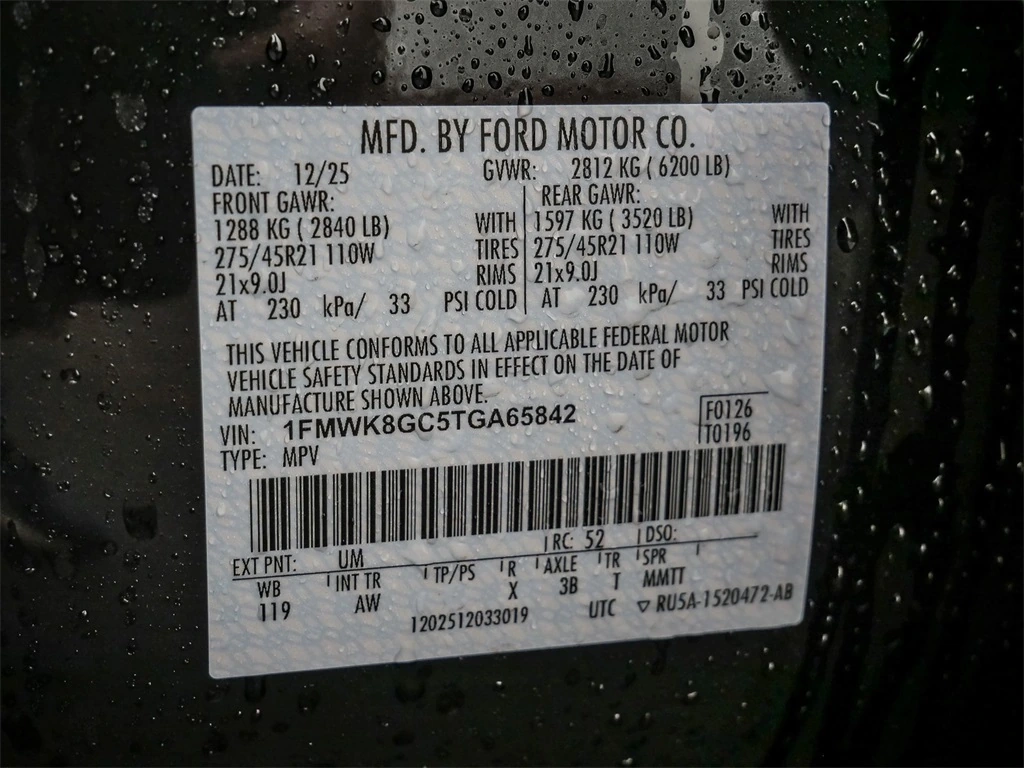 MFD. BY FORD MOTOR CO.
DATE: 12/25 GVWR: 2812 KG ( 6200 LB)
FRONT GAWR: REAR GAWR:
1288 KG ( 2840 LB) WITH 1597 KG ( 3520 LB) WITH
275/45R21 110W TIRES 275/45R21 110W TIRES
21x9.0J RIMS 21x9.0J RIMS
AT 230 kPa/ 33 PSI COLD AT 230 kPa/ 33 PSI COLD
THIS VEHICLE CONFORMS TO ALL APPLICABLE FEDERAL MOTOR
VEHICLE SAFETY STANDARDS IN EFFECT ON THE DATE OF
MANUFACTURE SHOWN ABOVE.
VIN: 1FMWK8GC5TGA65842 F0126
TYPE: MPV T0196
EXT PNT: UM RC: 52 DSO:
WB INT TR TP/PS R AXLE TR SPR
119 AW X 3B T MMTT
1202512033019 UTC ▽ RU5A-1520472-AB